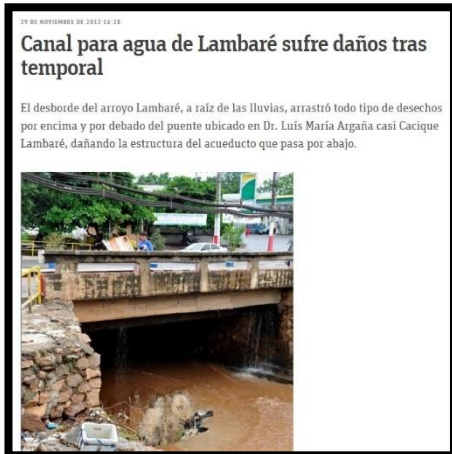 29 DE NOVIEMBRE DE 2012 16:28
Canal para agua de Lambaré sufre daños tras
temporal
El desborde del arroyo Lambaré, a raíz de las lluvias, arrastró todo tipo de desechos
por encima y por debado del puente ubicado en Dr. Luís María Argaña casi Cacique
Lambaré, dañando la estructura del acueducto que pasa por abajo.